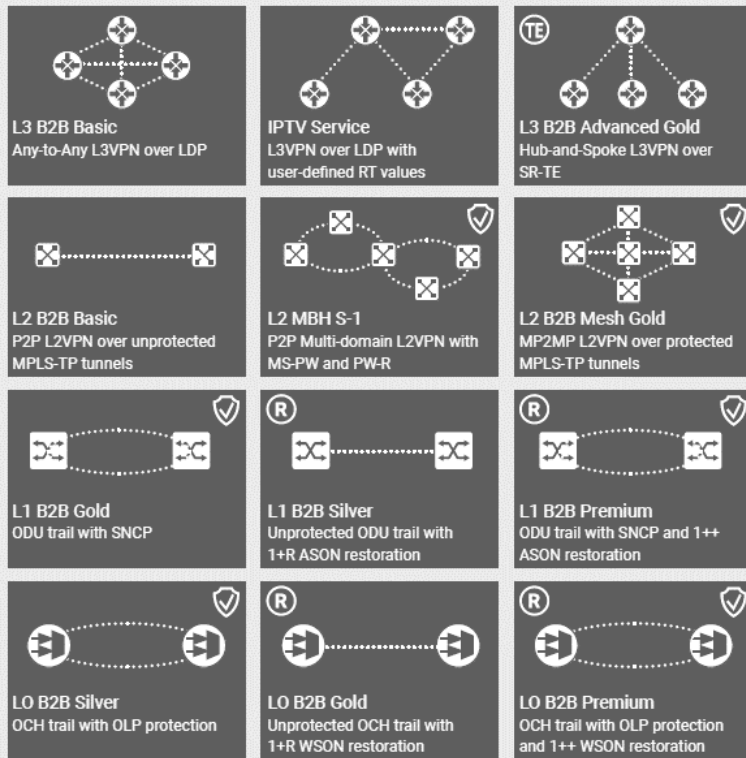 L3 B2B Basic
Any-to-Any L3VPN over LDP
IPTV Service
L3VPN over LDP with
user-defined RT values
TE
L3 B2B Advanced Gold
Hub-and-Spoke L3VPN over
SR-TE
L2 B2B Basic
P2P L2VPN over unprotected
MPLS-TP tunnels
L2 MBH S-1
P2P Multi-domain L2VPN with
MS-PW and PW-R
L2 B2B Mesh Gold
MP2MP L2VPN over protected
MPLS-TP tunnels
L1 B2B Gold
ODU trail with SNCP
R
L1 B2B Silver
Unprotected ODU trail with
1+R ASON restoration
R
L1 B2B Premium
ODU trail with SNCP and 1++
ASON restoration
LO B2B Silver
OCH trail with OLP protection
R
LO B2B Gold
Unprotected OCH trail with
1+R WSON restoration
R
LO B2B Premium
OCH trail with OLP protection
and 1++ WSON restoration